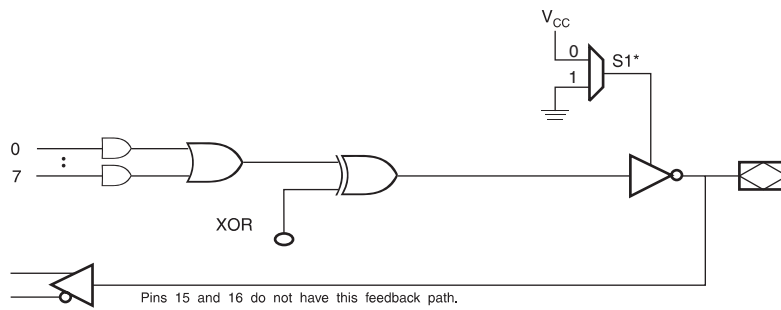 VCC
0
S1*
1
0
:
7
XOR
Pins 15 and 16 do not have this feedback path.